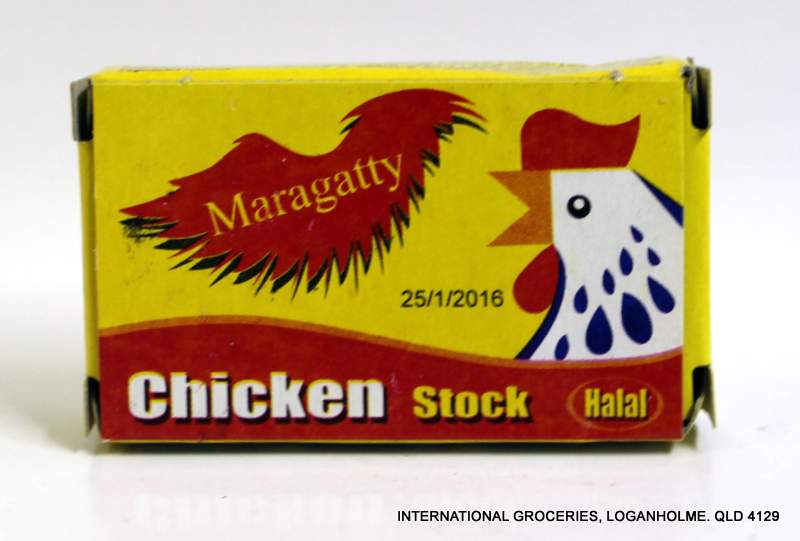 Maragatty
25/1/2016
Chicken Stock Halal
INTERNATIONAL GROCERIES, LOGANHOLME. QLD 4129